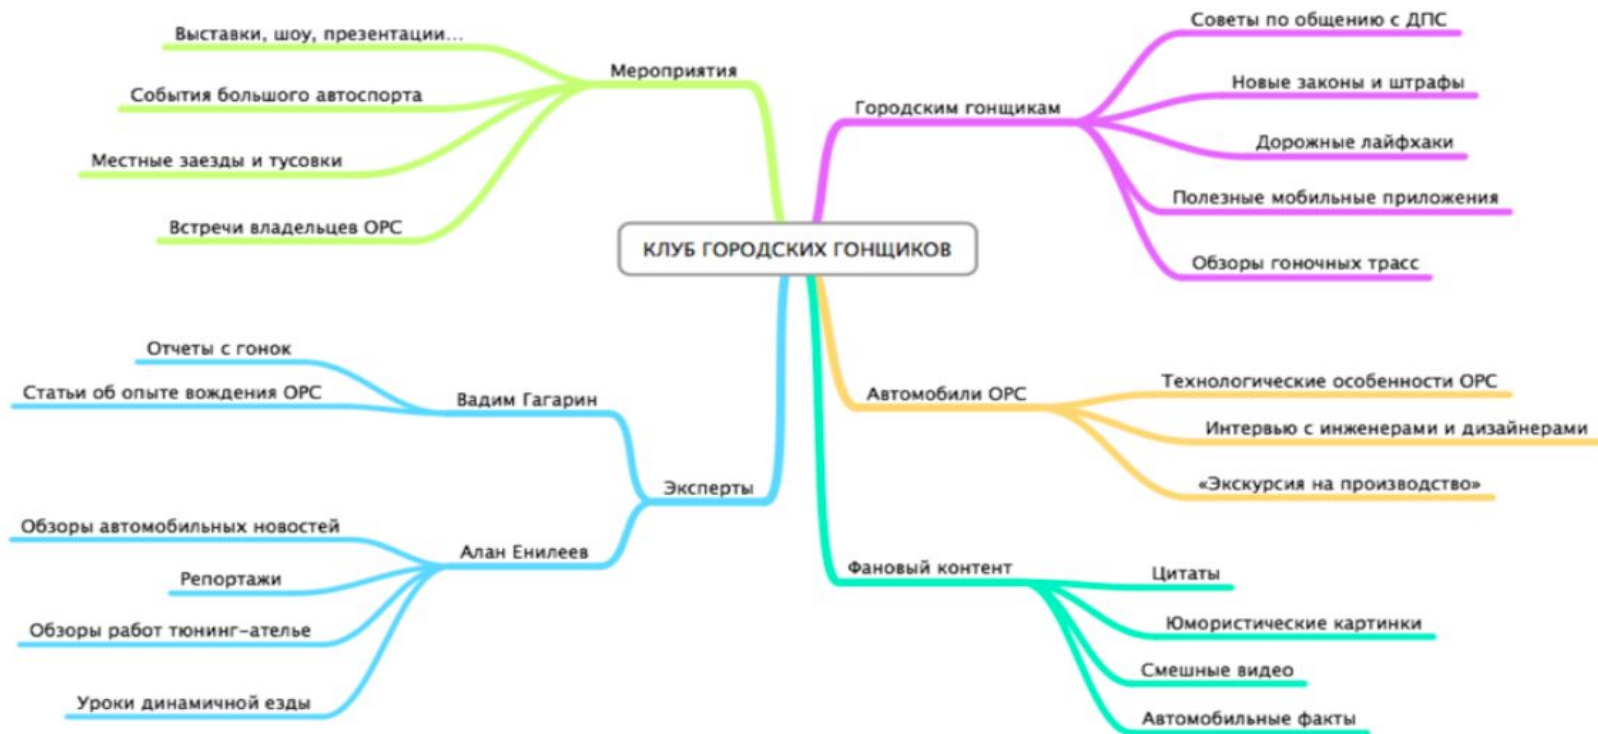 КЛУБ ГОРОДСКИХ ГОНЩИКОВ
Мероприятия
Выставки, шоу, презентации...
События большого автоспорта
Местные заезды и тусовки
Встречи владельцев ОРС
Городским гонщикам
Советы по общению с ДПС
Новые законы и штрафы
Дорожные лайфхаки
Полезные мобильные приложения
Обзоры гоночных трасс
Эксперты
Вадим Гагарин
Отчеты с гонок
Статьи об опыте вождения ОРС
Алан Енилеев
Обзоры автомобильных новостей
Репортажи
Обзоры работ тюнинг-ателье
Уроки динамичной езды
Автомобили ОРС
Технологические особенности ОРС
Интервью с инженерами и дизайнерами
«Экскурсия на производство»
Фановый контент
Цитаты
Юмористические картинки
Смешные видео
Автомобильные факты